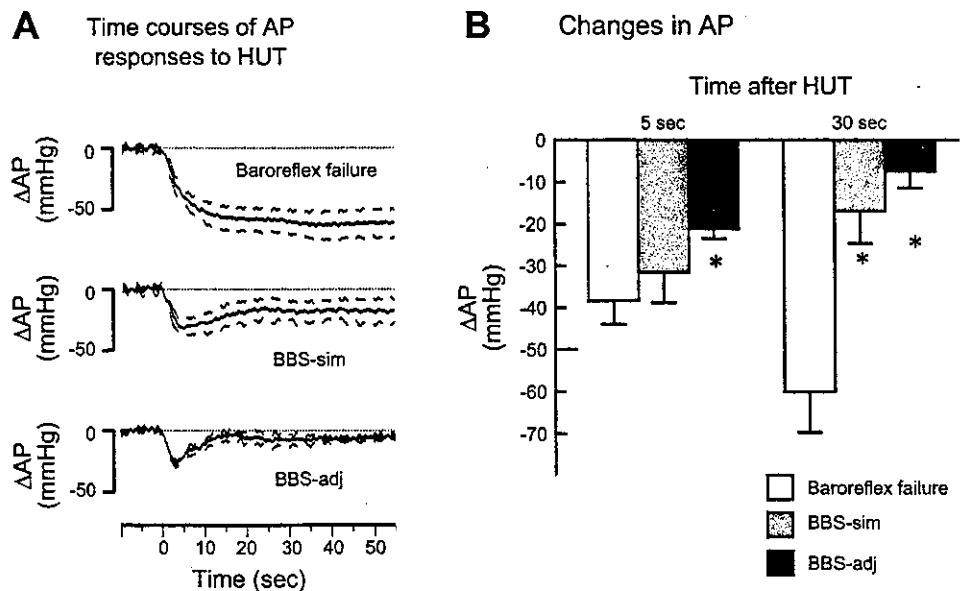 A
Time courses of AP
responses to HUT
0
-50
ΔAP
(mmHg)
Baroreflex failure
0
-50
ΔAP
(mmHg)
BBS-sim
0
-50
ΔAP
(mmHg)
BBS-adj
0 10 20 30 40 50
Time (sec)
B
Changes in AP
Time after HUT
5 sec 30 sec
0
-10
-20
-30
-40
-50
-60
-70
ΔAP
(mmHg)
*
*
*
Baroreflex failure
BBS-sim
BBS-adj